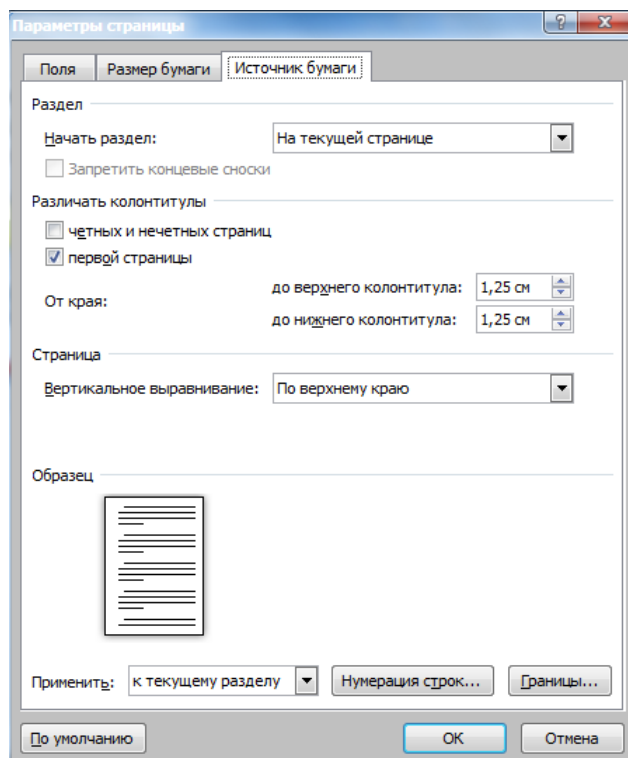 Параметры страницы
Поля Размер бумаги Источник бумаги
Раздел
Начать раздел: На текущей странице
Запретить концевые сноски
Различать колонтитулы
четных и нечетных страниц
первой страницы
От края:
до верхнего колонтитула: 1,25 см
до нижнего колонтитула: 1,25 см
Страница
Вертикальное выравнивание: По верхнему краю
Образец
Применить: к текущему разделу Нумерация строк... Границы...
По умолчанию ОК Отмена